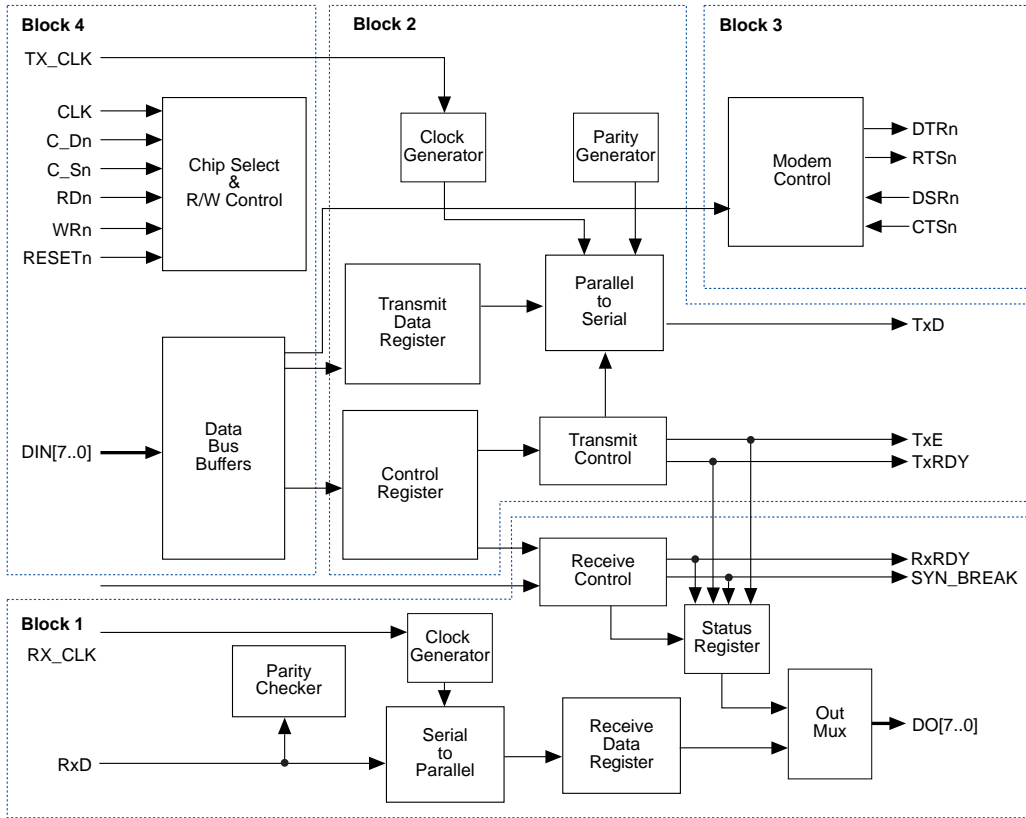 Block 4
Block 2
Block 3
TX_CLK
CLK
C_Dn
C_Sn
RDn
WRn
RESETn
Chip Select
&
R/W Control
Clock
Generator
Parity
Generator
Modem
Control
DTRn
RTSn
DSRn
CTSn
Transmit
Data
Register
Parallel
to
Serial
TxD
DIN[7..0]
Data
Bus
Buffers
Control
Register
Transmit
Control
TxE
TxRDY
Receive
Control
RxRDY
SYN_BREAK
Block 1
RX_CLK
Clock
Generator
Status
Register
Parity
Checker
RxD
Serial
to
Parallel
Receive
Data
Register
Out
Mux
DO[7..0]